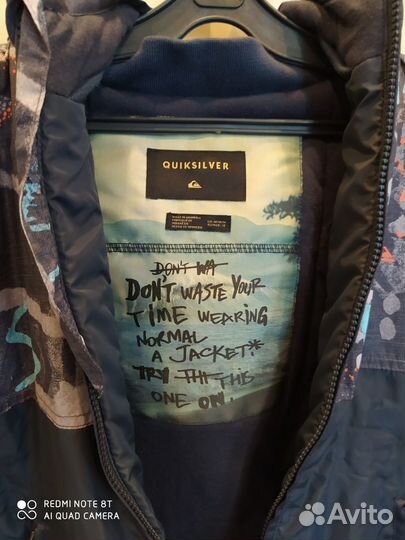 QUIKSILVER
DON'T WA
DON'T WASTE YOUR
TIME WEARING
NORMAL
A JACKET*
TRY THT THIS
ONE ON.
REDMI NOTE 8T
AI QUAD CAMERA
Avito